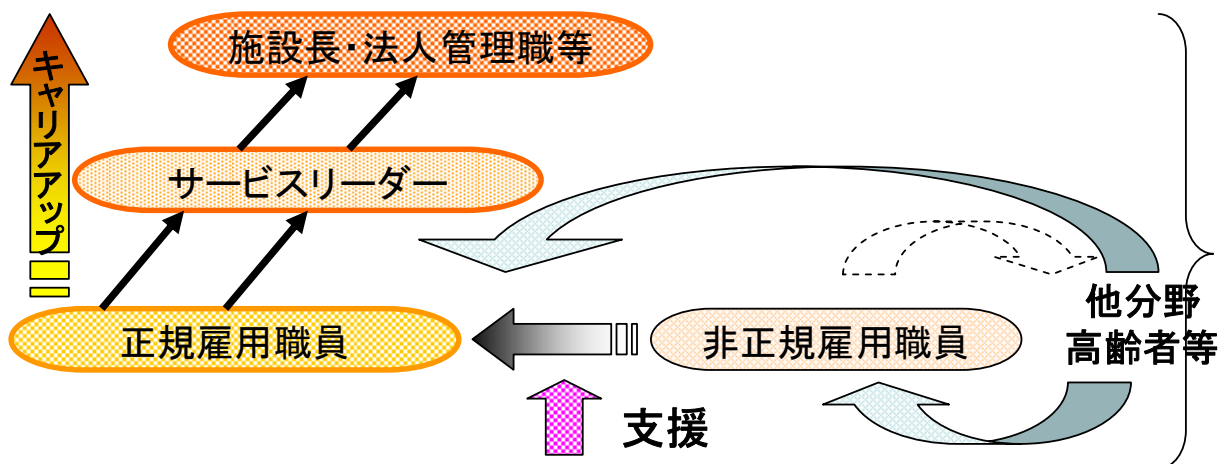 キャリアアップ
施設長・法人管理職等
サービスリーダー
正規雇用職員
非正規雇用職員
他分野
高齢者等
支援